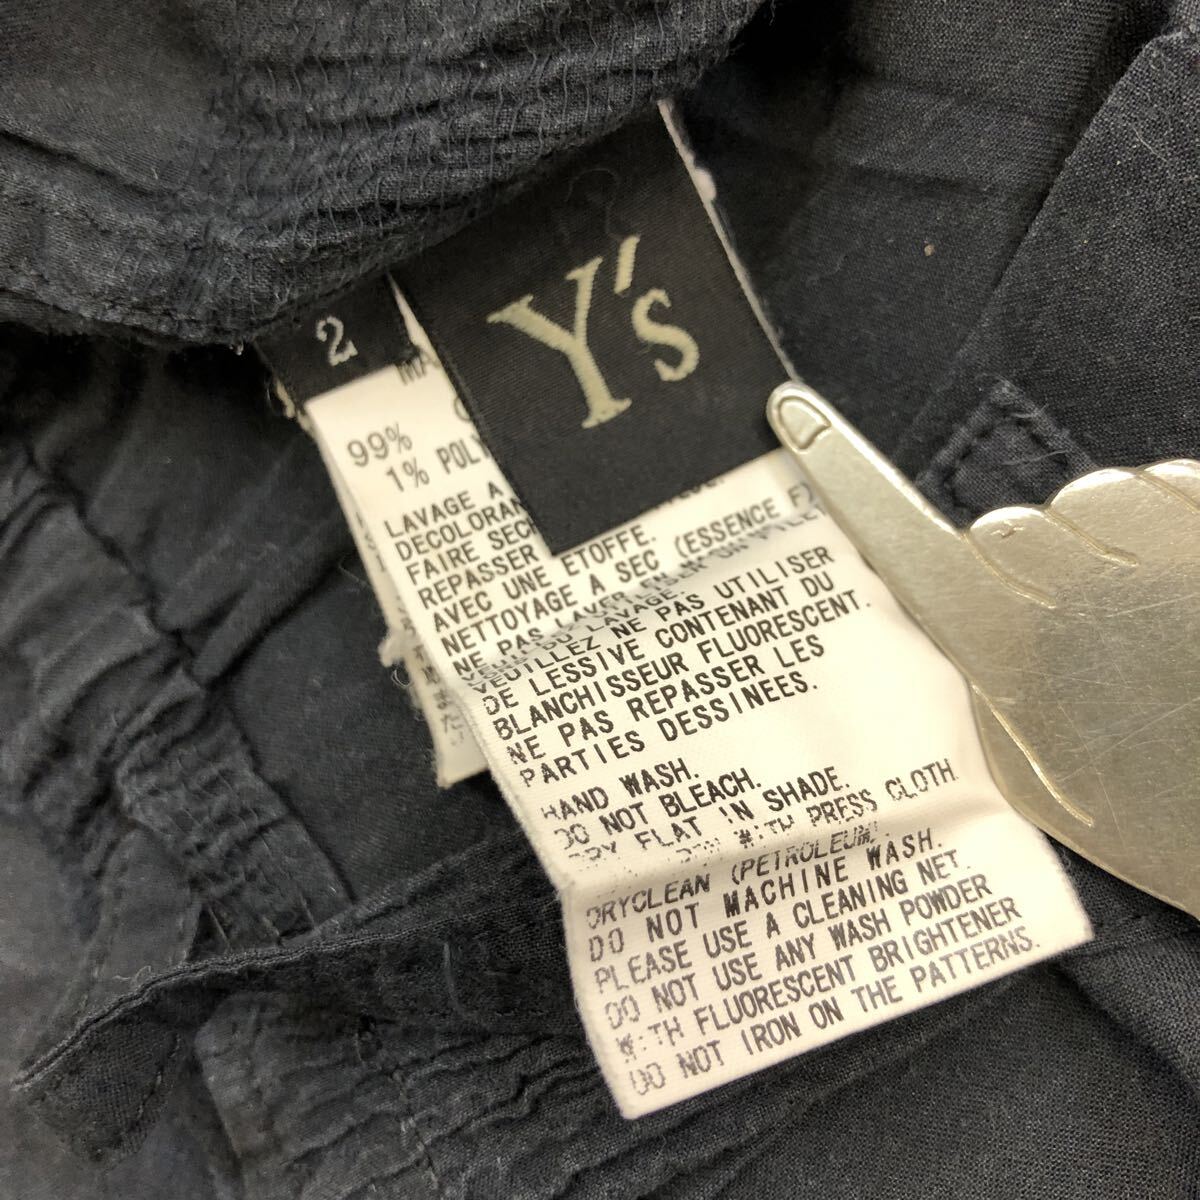 Y's
2
99%
1% POLY
LAVAGE A
DECOLORAN
FAIRE SEC
REPASSER
AVEC UNE ETOFFE.
NETTOYAGE A SEC (ESSENCE F
NE PAS LAVER EN
VEUILLEZ NE PAS UTILISER
DE LESSIVE CONTENANT DU
BLANCHISSEUR FLUORESCENT.
NE PAS REPASSER LES
PARTIES DESSINEES.
HAND WASH.
DO NOT BLEACH.
DRY FLAT IN SHADE.
WITH PRESS CLOTH.
DRYCLEAN (PETROLEUM).
DO NOT MACHINE WASH.
PLEASE USE A CLEANING NET.
DO NOT USE ANY WASH POWDER
WITH FLUORESCENT BRIGHTENER
DO NOT IRON ON THE PATTERNS.